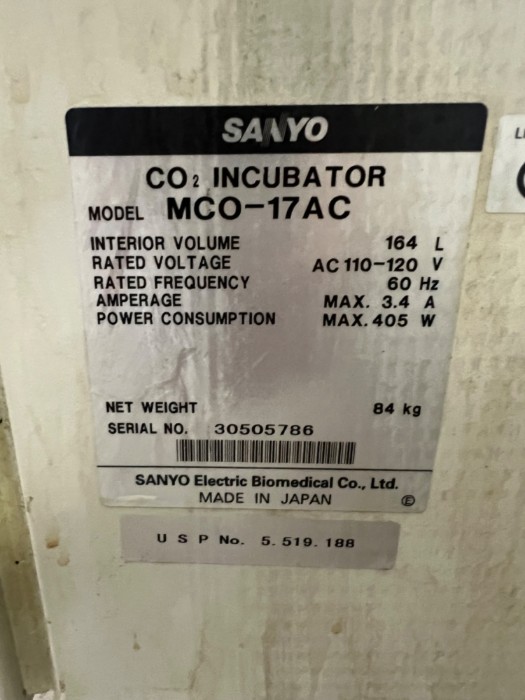 SANYO
CO₂ INCUBATOR
MODEL MCO-17AC
INTERIOR VOLUME 164 L
RATED VOLTAGE AC 110-120 V
RATED FREQUENCY 60 Hz
AMPERAGE MAX. 3.4 A
POWER CONSUMPTION MAX. 405 W
NET WEIGHT 84 kg
SERIAL NO. 30505786
SANYO Electric Biomedical Co., Ltd.
MADE IN JAPAN Ⓔ
U S P No. 5. 519. 188